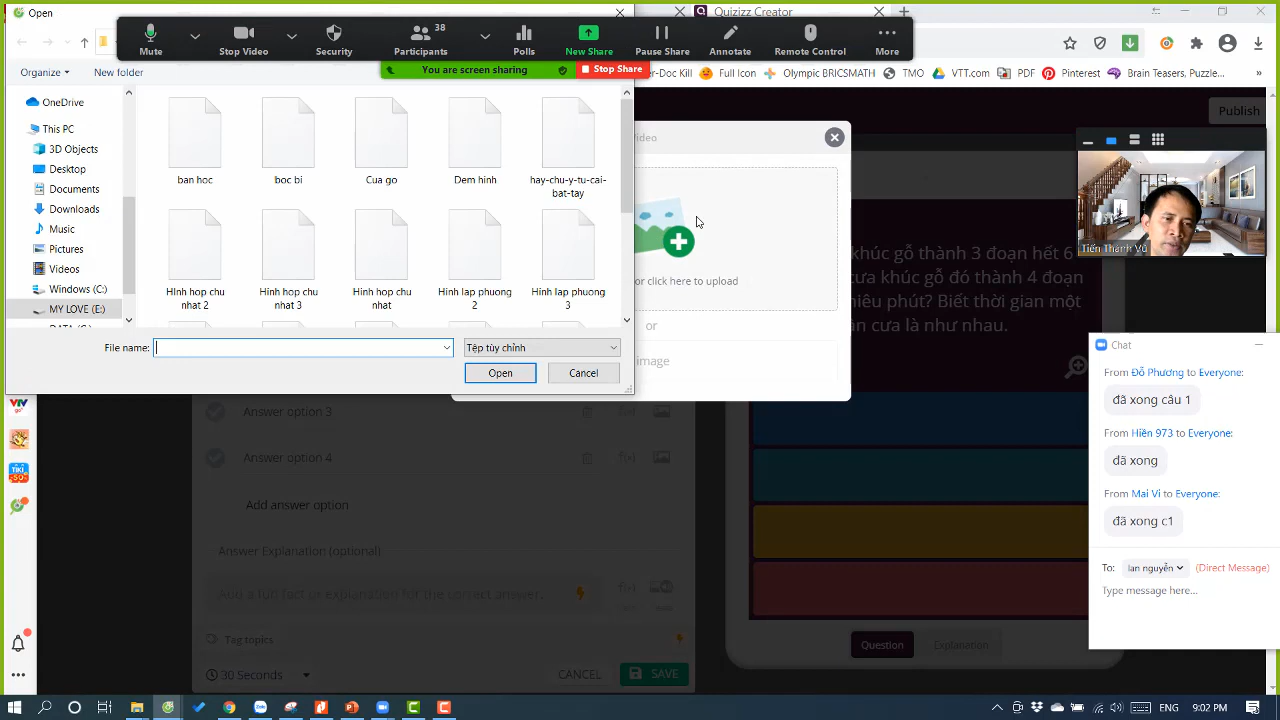 Open
Quizizz Creator
Mute
Stop Video
Security
Participants
38
Polls
New Share
Pause Share
Annotate
Remote Control
More
You are screen sharing
Stop Share
Organize
New folder
er-Doc Kill
Full Icon
Olympic BRICSMATH
TMO
VTT.com
PDF
Pinterest
Brain Teasers, Puzzle...
OneDrive
This PC
3D Objects
Desktop
Documents
Downloads
Music
Pictures
Videos
Windows (C:)
MY LOVE (E:)
ban hoc
boc bi
Cua go
Dem hinh
hay-chu-y-tu-cai-
bat-tay
HInh hop chu
nhat 2
Hinh hop chu
nhat 3
Hinh hop chu
nhat
Hinh lap phuong
2
Hinh lap phuong
3
File name:
Tệp tùy chỉnh
Open
Cancel
Video
or click here to upload
or
image
Publish
Tiến Thành Vũ
khúc gỗ thành 3 đoạn hết 6
cưa khúc gỗ đó thành 4 đoạn
nhiêu phút? Biết thời gian một
ần cưa là như nhau.
Answer option 3
Answer option 4
Add answer option
Answer Explanation (optional)
Add a fun fact or explanation for the correct answer.
Tag topics
30 Seconds
CANCEL
SAVE
Question
Explanation
Chat
From Đỗ Phương to Everyone:
đã xong câu 1
From Hiền 973 to Everyone:
đã xong
From Mai Vi to Everyone:
đã xong c1
To:
lan nguyễn
(Direct Message)
Type message here...
ENG
9:02 PM